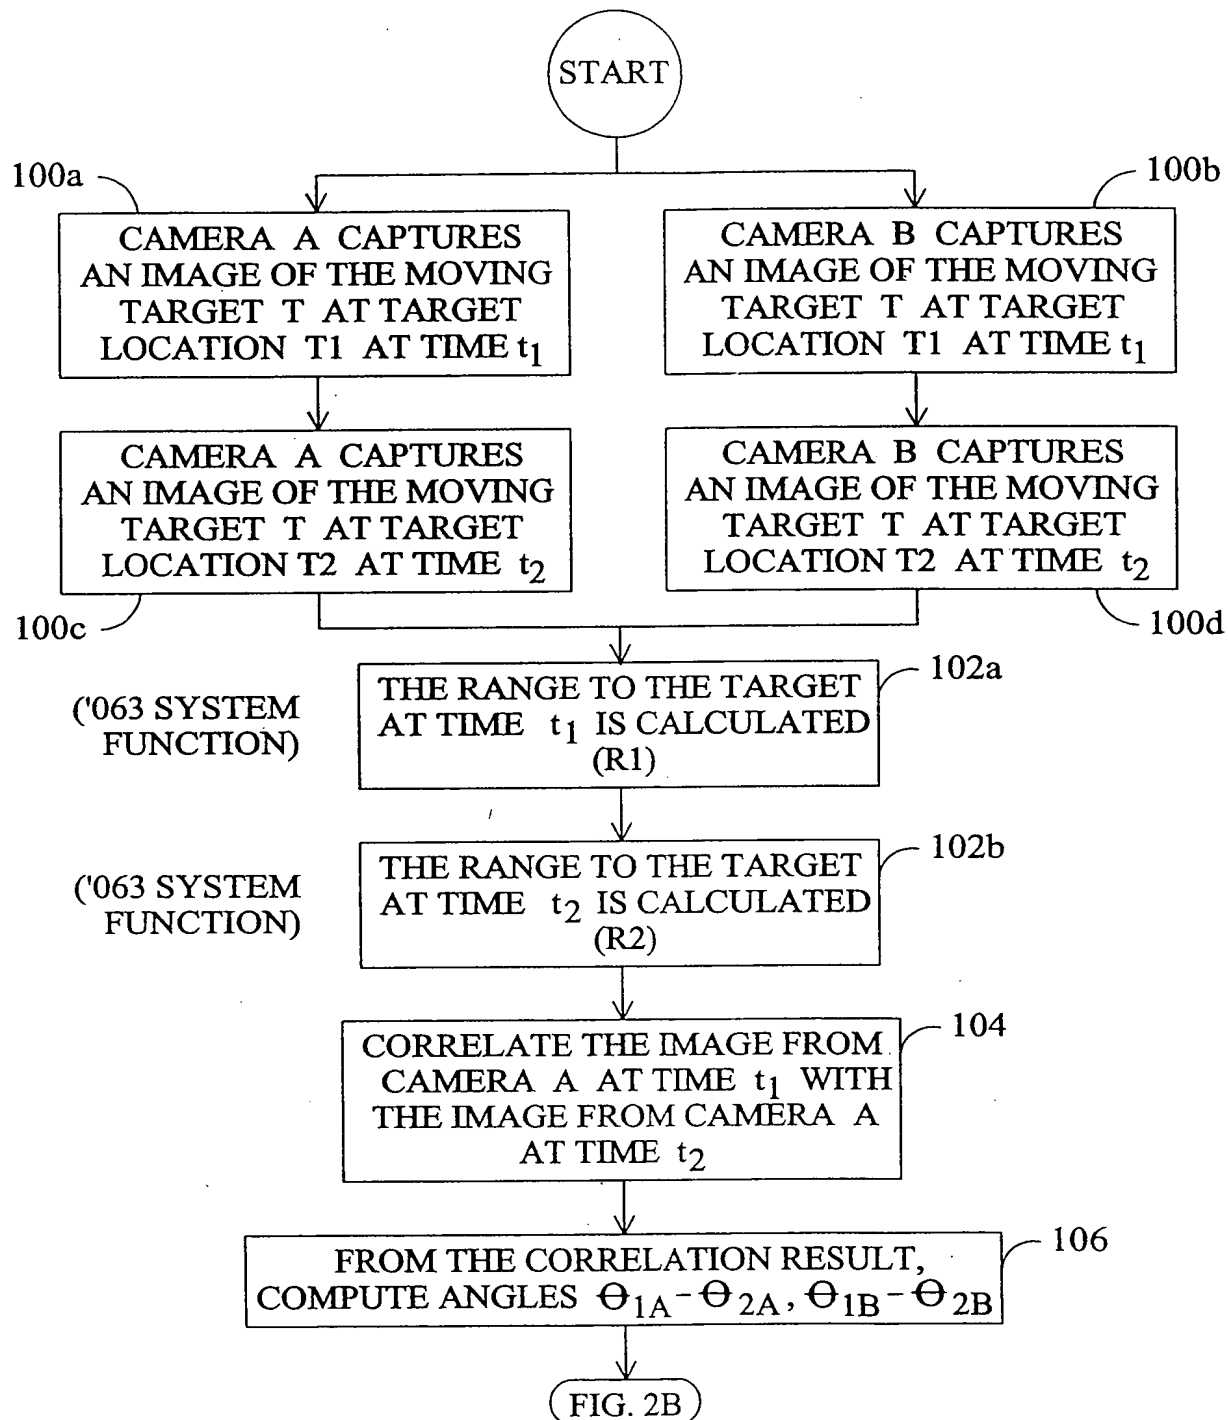 START
100a
100b
CAMERA A CAPTURES
AN IMAGE OF THE MOVING
TARGET T AT TARGET
LOCATION T1 AT TIME t1
CAMERA B CAPTURES
AN IMAGE OF THE MOVING
TARGET T AT TARGET
LOCATION T1 AT TIME t1
CAMERA A CAPTURES
AN IMAGE OF THE MOVING
TARGET T AT TARGET
LOCATION T2 AT TIME t2
CAMERA B CAPTURES
AN IMAGE OF THE MOVING
TARGET T AT TARGET
LOCATION T2 AT TIME t2
100c
100d
('063 SYSTEM
FUNCTION)
THE RANGE TO THE TARGET
AT TIME t1 IS CALCULATED
(R1)
102a
('063 SYSTEM
FUNCTION)
THE RANGE TO THE TARGET
AT TIME t2 IS CALCULATED
(R2)
102b
CORRELATE THE IMAGE FROM
CAMERA A AT TIME t1 WITH
THE IMAGE FROM CAMERA A
AT TIME t2
104
FROM THE CORRELATION RESULT,
COMPUTE ANGLES Θ1A-Θ2A, Θ1B-Θ2B
106
FIG. 2B